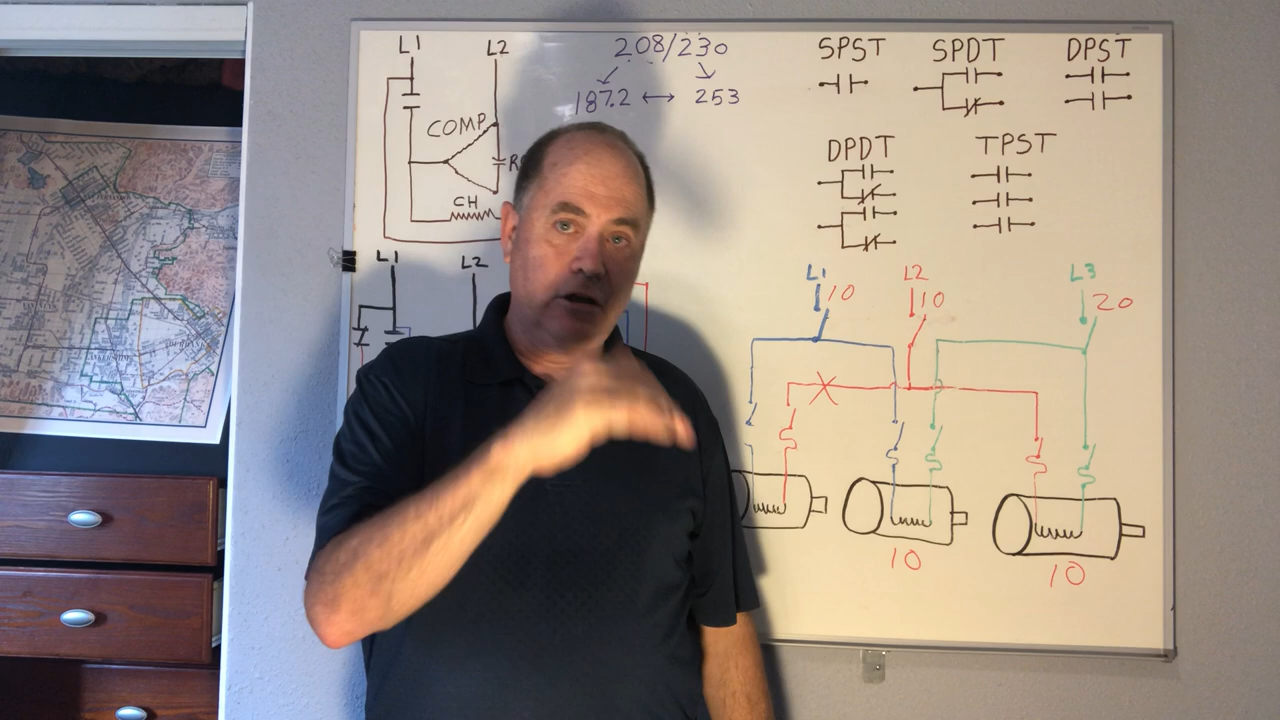 L1 L2
COMP
CH
L1 L2
208/230
187.2 ↔ 253
SPST SPDT DPST
DPDT TPST
L1 L2 L3
10 10 20
10 10